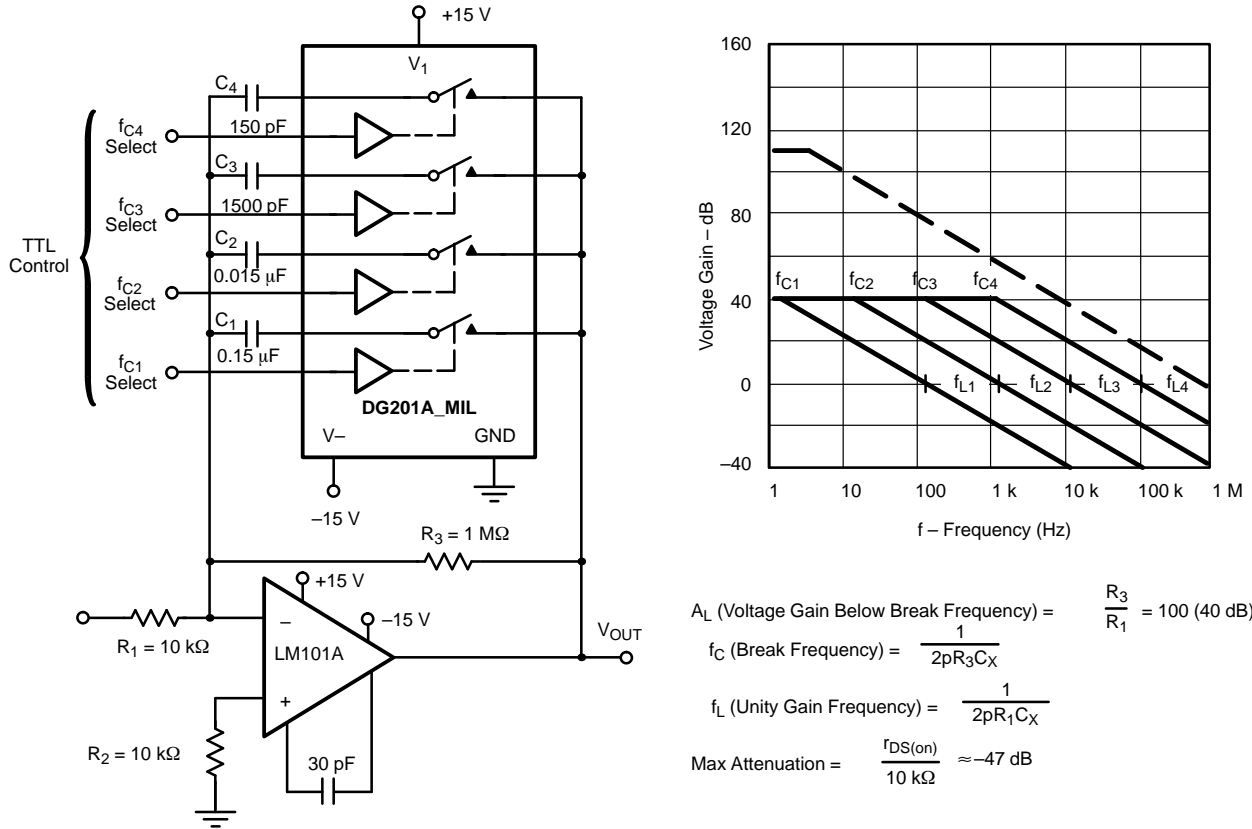 +15 V
V1
C4
150 pF
fC4
Select
C3
1500 pF
fC3
Select
TTL
Control
C2
0.015 μF
fC2
Select
C1
0.15 μF
fC1
Select
DG201A_MIL
V–
GND
–15 V
R3 = 1 MΩ
+15 V
–15 V
–
LM101A
+
R1 = 10 kΩ
VOUT
R2 = 10 kΩ
30 pF
Voltage Gain – dB
160
120
80
40
0
–40
fC1
fC2
fC3
fC4
fL1
fL2
fL3
fL4
1
10
100
1 k
10 k
100 k
1 M
f – Frequency (Hz)
AL (Voltage Gain Below Break Frequency) = R3 / R1 = 100 (40 dB)
fC (Break Frequency) = 1 / 2pR3CX
fL (Unity Gain Frequency) = 1 / 2pR1CX
Max Attenuation = rDS(on) / 10 kΩ ≈ –47 dB